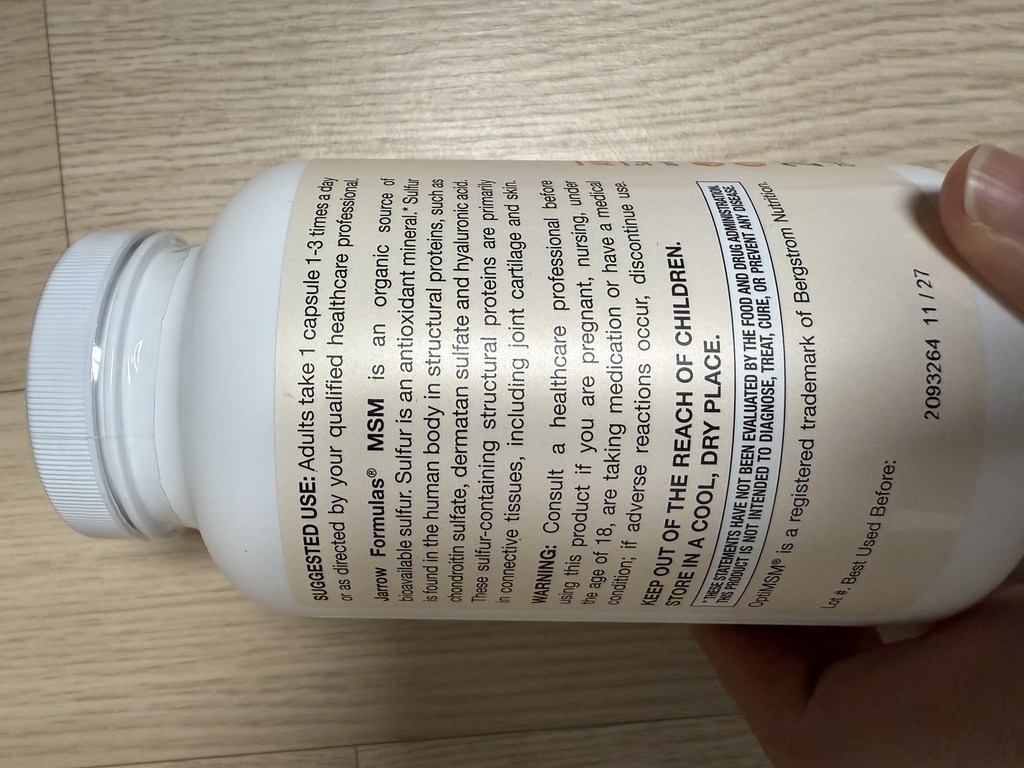 SUGGESTED USE: Adults take 1 capsule 1-3 times a day
or as directed by your qualified healthcare professional.
Jarrow Formulas® MSM is an organic source of
bioavailable sulfur. Sulfur is an antioxidant mineral.* Sulfur
is found in the human body in structural proteins, such as
chondroitin sulfate, dermatan sulfate and hyaluronic acid.
These sulfur-containing structural proteins are primarily
in connective tissues, including joint cartilage and skin.
WARNING: Consult a healthcare professional before
using this product if you are pregnant, nursing, under
the age of 18, are taking medication or have a medical
condition; if adverse reactions occur, discontinue use.
KEEP OUT OF THE REACH OF CHILDREN.
STORE IN A COOL, DRY PLACE.
*THESE STATEMENTS HAVE NOT BEEN EVALUATED BY THE FOOD AND DRUG ADMINISTRATION.
THIS PRODUCT IS NOT INTENDED TO DIAGNOSE, TREAT, CURE, OR PREVENT ANY DISEASE.
OptiMSM® is a registered trademark of Bergstrom Nutrition.
Lot #, Best Used Before:
2093264 11/27